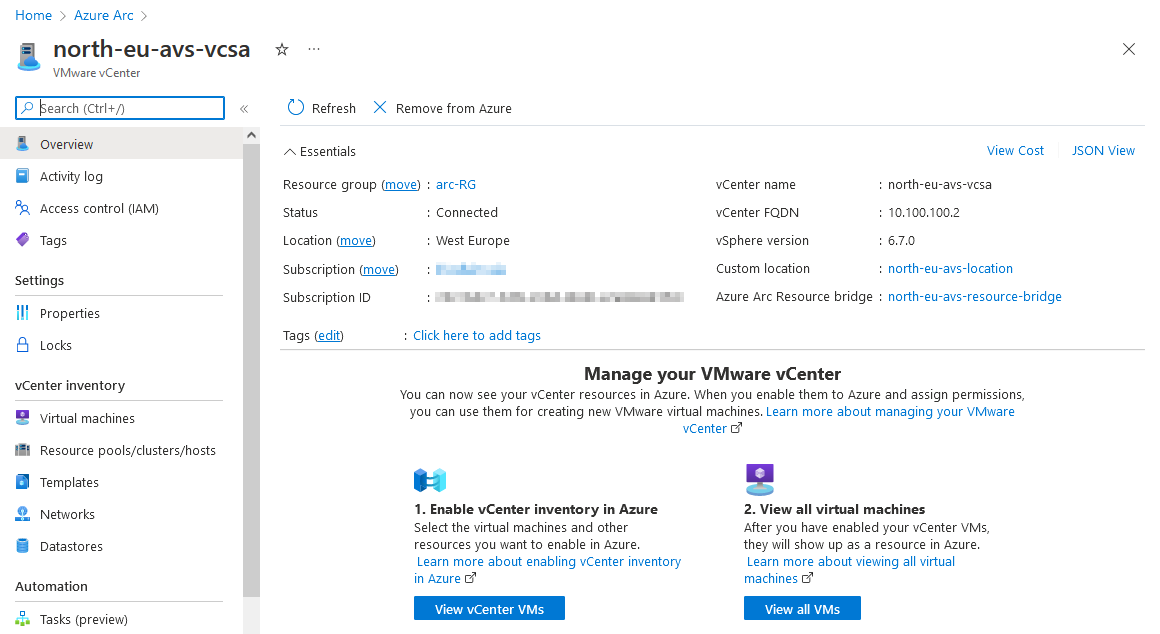 Home > Azure Arc >
north-eu-avs-vcsa
VMware vCenter
Search (Ctrl+/)
Overview
Activity log
Access control (IAM)
Tags
Settings
Properties
Locks
vCenter inventory
Virtual machines
Resource pools/clusters/hosts
Templates
Networks
Datastores
Automation
Tasks (preview)
Refresh Remove from Azure
Essentials
View Cost JSON View
Resource group (move) : arc-RG
Status : Connected
Location (move) : West Europe
Subscription (move) :
Subscription ID :
Tags (edit) : Click here to add tags
vCenter name : north-eu-avs-vcsa
vCenter FQDN : 10.100.100.2
vSphere version : 6.7.0
Custom location : north-eu-avs-location
Azure Arc Resource bridge : north-eu-avs-resource-bridge
Manage your VMware vCenter
You can now see your vCenter resources in Azure. When you enable them to Azure and assign permissions,
you can use them for creating new VMware virtual machines. Learn more about managing your VMware
vCenter
1. Enable vCenter inventory in Azure
Select the virtual machines and other
resources you want to enable in Azure.
Learn more about enabling vCenter inventory
in Azure
View vCenter VMs
2. View all virtual machines
After you have enabled your vCenter VMs,
they will show up as a resource in Azure.
Learn more about viewing all virtual
machines
View all VMs